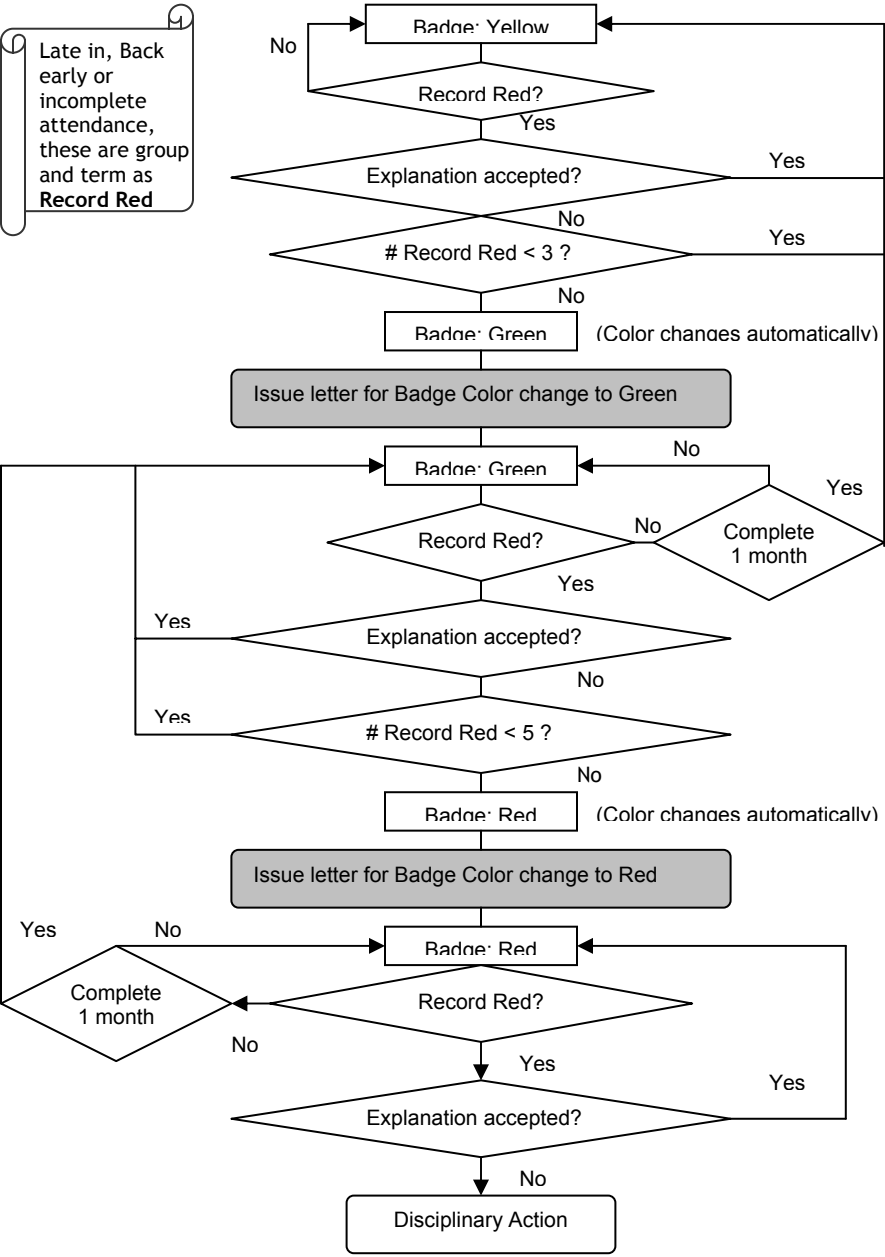 Late in, Back
early or
incomplete
attendance,
these are group
and term as
Record Red
Badge: Yellow
No
Record Red?
Yes
Explanation accepted?
Yes
No
# Record Red < 3 ?
Yes
No
Badge: Green
(Color changes automatically)
Issue letter for Badge Color change to Green
Badge: Green
No
Yes
Record Red?
No
Complete
1 month
Yes
Yes
Explanation accepted?
No
Yes
# Record Red < 5 ?
No
Badge: Red
(Color changes automatically)
Issue letter for Badge Color change to Red
Yes
No
Badge: Red
Complete
1 month
Record Red?
No
Yes
Yes
Explanation accepted?
No
Disciplinary Action